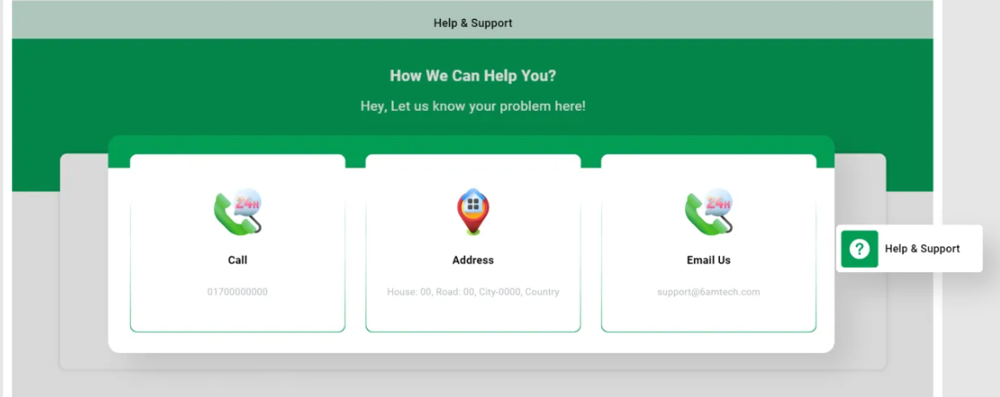 Help & Support
How We Can Help You?
Hey, Let us know your problem here!
24H
Call
01700000000
Address
House: 00, Road: 00, City-0000, Country
24H
Email Us
support@6amtech.com
?
Help & Support